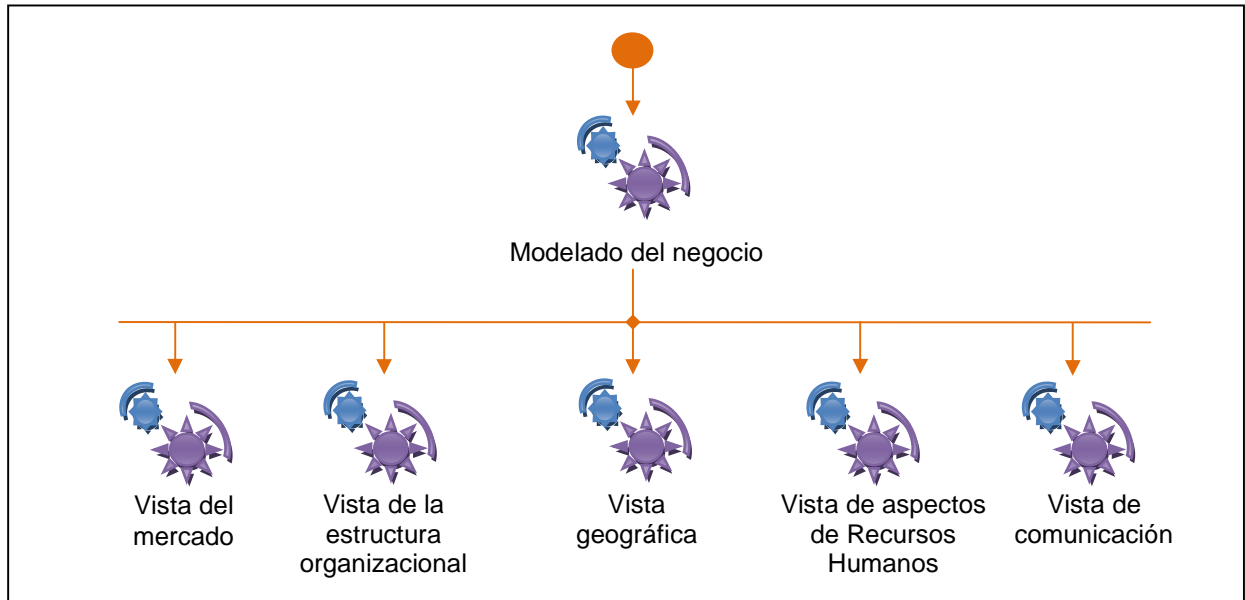 Modelado del negocio
Vista del
mercado
Vista de la
estructura
organizacional
Vista
geográfica
Vista de aspectos
de Recursos
Humanos
Vista de
comunicación